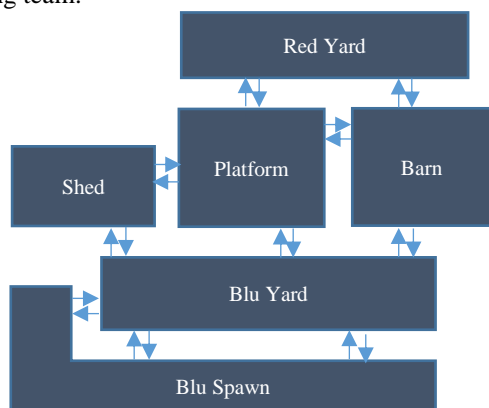 g team.
Red Yard
Platform
Barn
Shed
Blu Yard
Blu Spawn